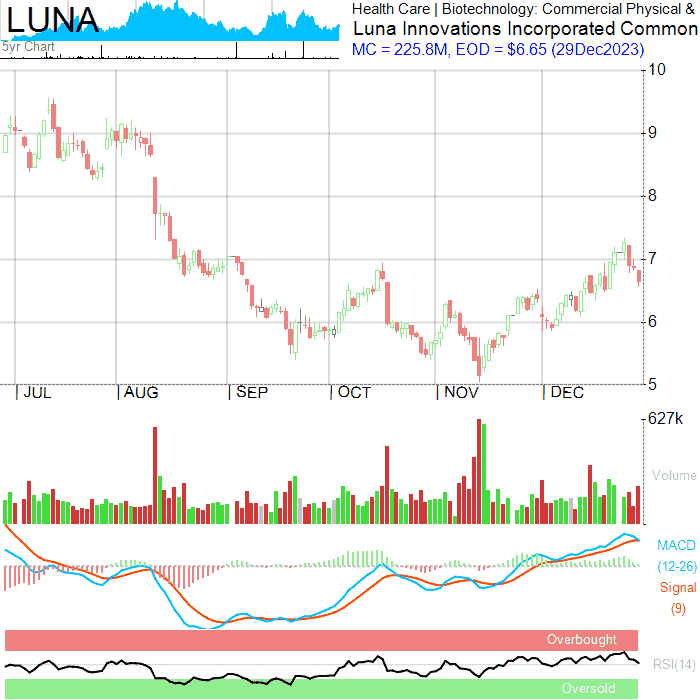 LUNA
5yr Chart
Health Care | Biotechnology: Commercial Physical &
Luna Innovations Incorporated Common
MC = 225.8M, EOD = $6.65 (29Dec2023)
10
9
8
7
6
5
JUL AUG SEP OCT NOV DEC
627k
Volume
MACD
(12-26)
Signal
(9)
Overbought
RSI(14)
Oversold